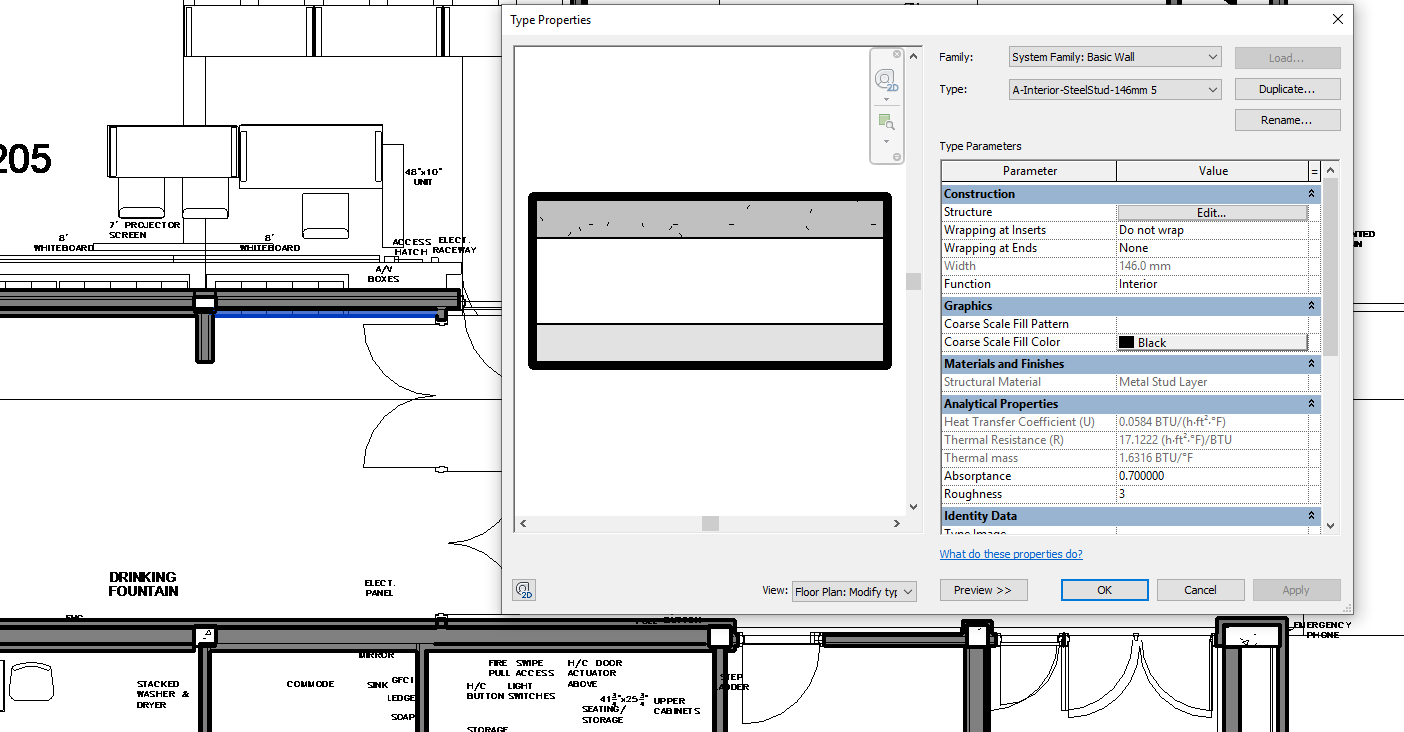 205
48"x10"
UNIT
7' PROJECTOR
SCREEN
8'
WHITEBOARD
8'
WHITEBOARD
ACCESS
HATCH
ELECT.
RACEWAY
A/V
BOXES
DRINKING
FOUNTAIN
ELECT.
PANEL
MIRROR
STACKED
WASHER &
DRYER
COMMODE
SINK
GFCI
LEDGE
SOAP
FIRE SWIPE
PULL ACCESS
H/C DOOR
ACTUATOR
ABOVE
H/C LIGHT
BUTTON SWITCHES
41 3/4"x25 3/4"
SEATING/
STORAGE
UPPER
CABINETS
STORAGE
STEP
LADDER
EMERGENCY
PHONE
Type Properties
2D
Family:
System Family: Basic Wall
Load...
Type:
A-Interior-SteelStud-146mm 5
Duplicate...
Rename...
Type Parameters
Parameter
Value
=
Construction
Structure
Edit...
Wrapping at Inserts
Do not wrap
Wrapping at Ends
None
Width
146.0 mm
Function
Interior
Graphics
Coarse Scale Fill Pattern
Coarse Scale Fill Color
Black
Materials and Finishes
Structural Material
Metal Stud Layer
Analytical Properties
Heat Transfer Coefficient (U)
0.0584 BTU/(h·ft²·°F)
Thermal Resistance (R)
17.1222 (h·ft²·°F)/BTU
Thermal mass
1.6316 BTU/°F
Absorptance
0.700000
Roughness
3
Identity Data
Type Image
What do these properties do?
2D
View:
Floor Plan: Modify typ
Preview >>
OK
Cancel
Apply